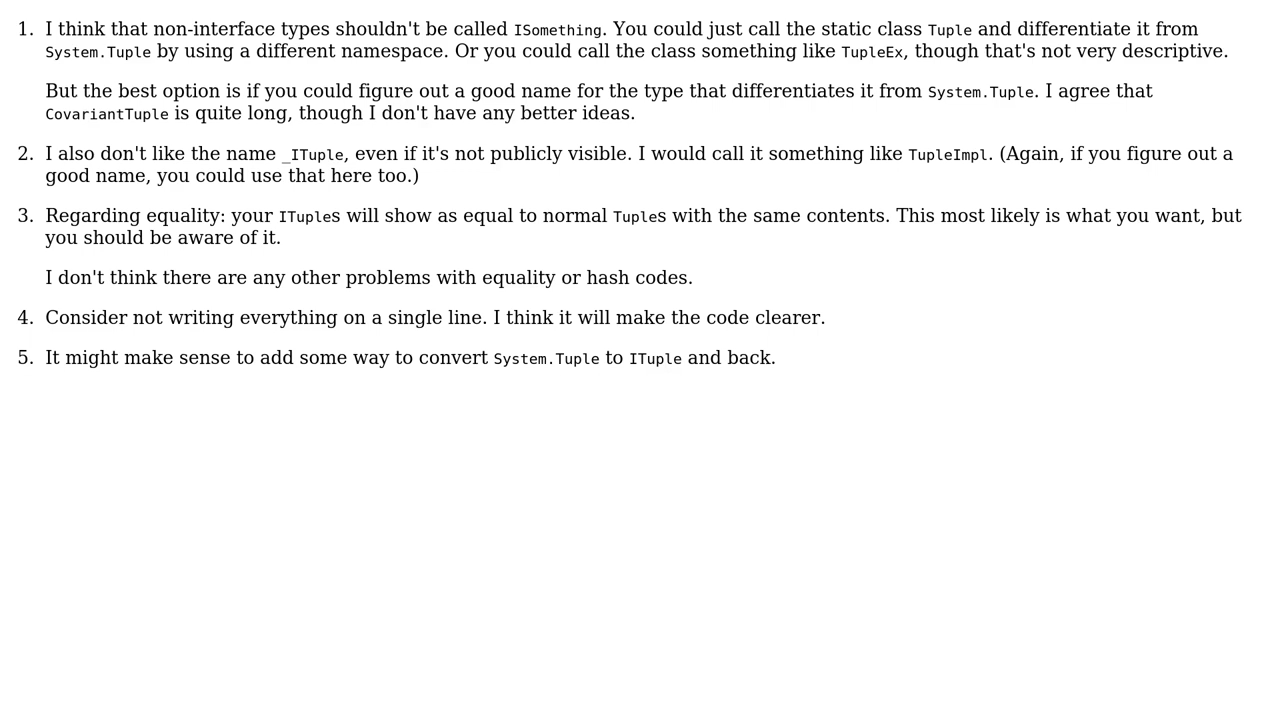 1. I think that non-interface types shouldn't be called ISomething. You could just call the static class Tuple and differentiate it from
System.Tuple by using a different namespace. Or you could call the class something like TupleEx, though that's not very descriptive.
But the best option is if you could figure out a good name for the type that differentiates it from System.Tuple. I agree that
CovariantTuple is quite long, though I don't have any better ideas.
2. I also don't like the name _ITuple, even if it's not publicly visible. I would call it something like TupleImpl. (Again, if you figure out a
good name, you could use that here too.)
3. Regarding equality: your ITuples will show as equal to normal Tuples with the same contents. This most likely is what you want, but
you should be aware of it.
I don't think there are any other problems with equality or hash codes.
4. Consider not writing everything on a single line. I think it will make the code clearer.
5. It might make sense to add some way to convert System.Tuple to ITuple and back.